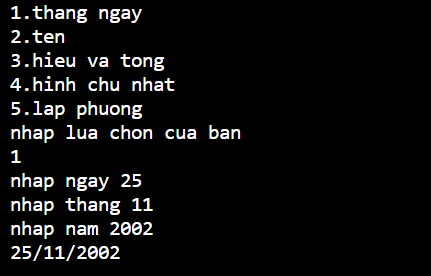 1.thang ngay
2.ten
3.hieu va tong
4.hinh chu nhat
5.lap phuong
nhap lua chon cua ban
1
nhap ngay 25
nhap thang 11
nhap nam 2002
25/11/2002